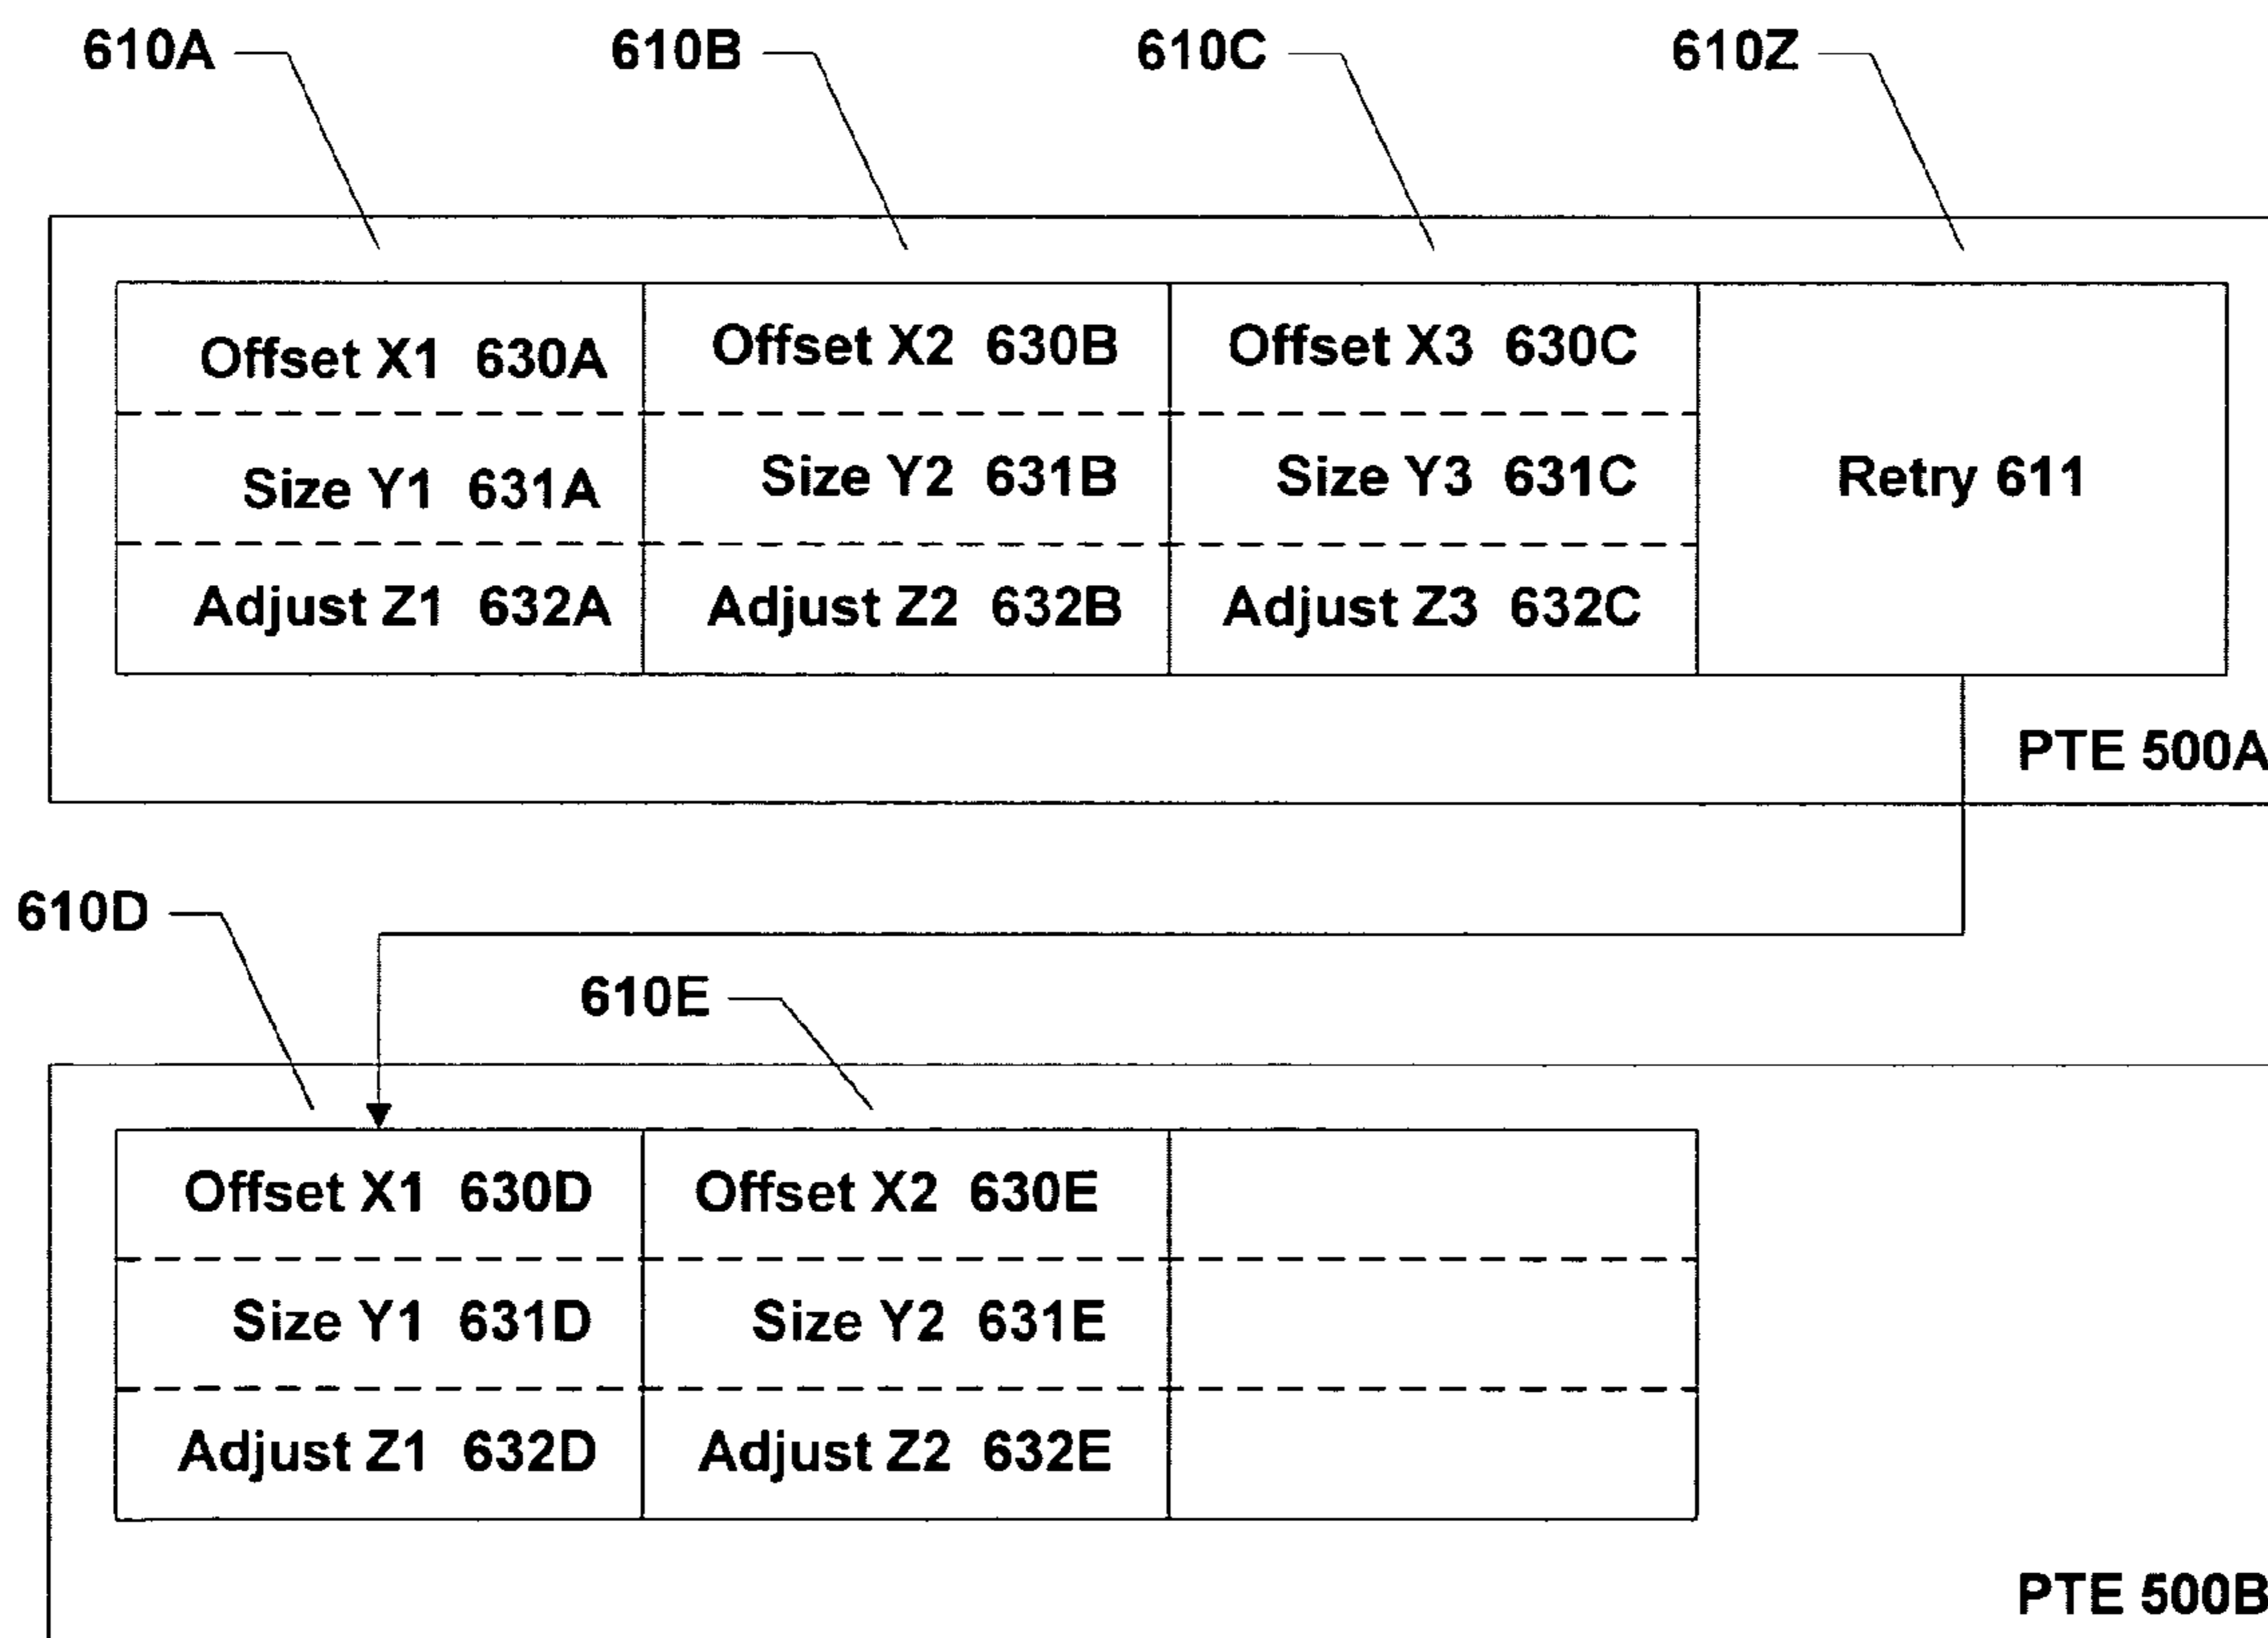 610A 610B 610C 610Z
Offset X1 630A Offset X2 630B Offset X3 630C
Size Y1 631A Size Y2 631B Size Y3 631C Retry 611
Adjust Z1 632A Adjust Z2 632B Adjust Z3 632C
PTE 500A
610D
610E
Offset X1 630D Offset X2 630E
Size Y1 631D Size Y2 631E
Adjust Z1 632D Adjust Z2 632E
PTE 500B